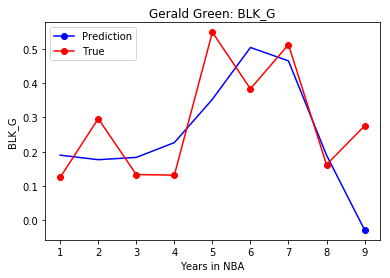 Gerald Green: BLK_G
Prediction
True
BLK_G
0.5
0.4
0.3
0.2
0.1
0.0
1 2 3 4 5 6 7 8 9
Years in NBA